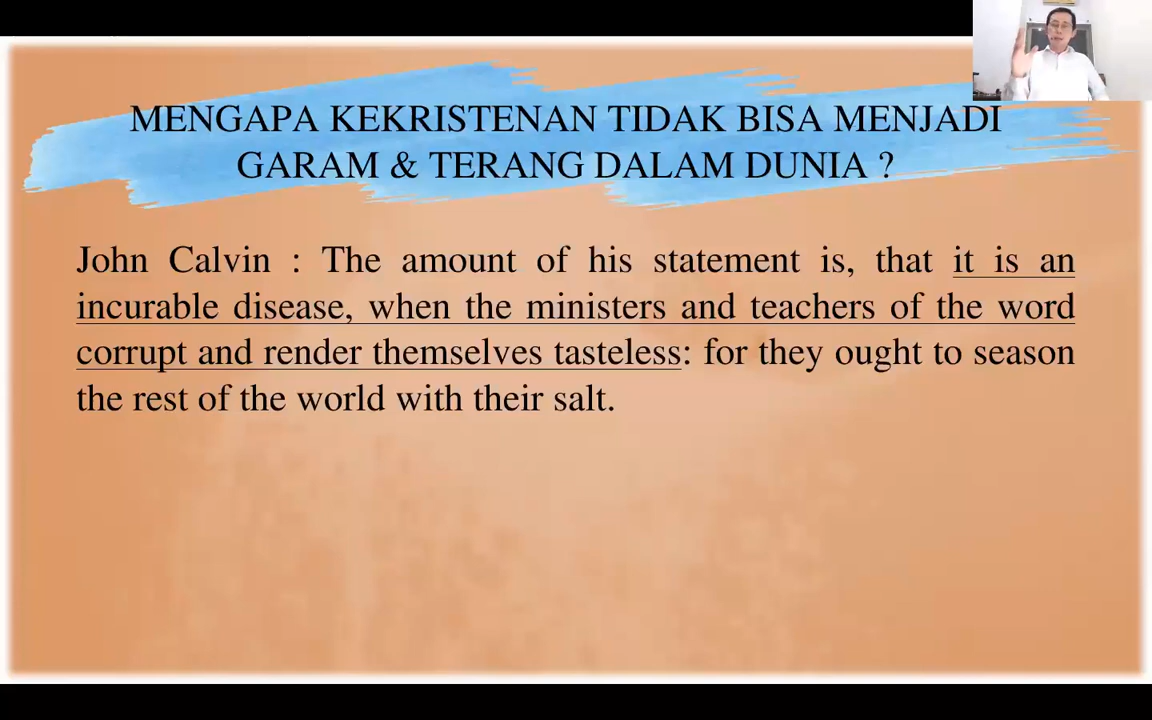 MENGAPA KEKRISTENAN TIDAK BISA MENJADI
GARAM & TERANG DALAM DUNIA ?
John Calvin : The amount of his statement is, that it is an
incurable disease, when the ministers and teachers of the word
corrupt and render themselves tasteless: for they ought to season
the rest of the world with their salt.